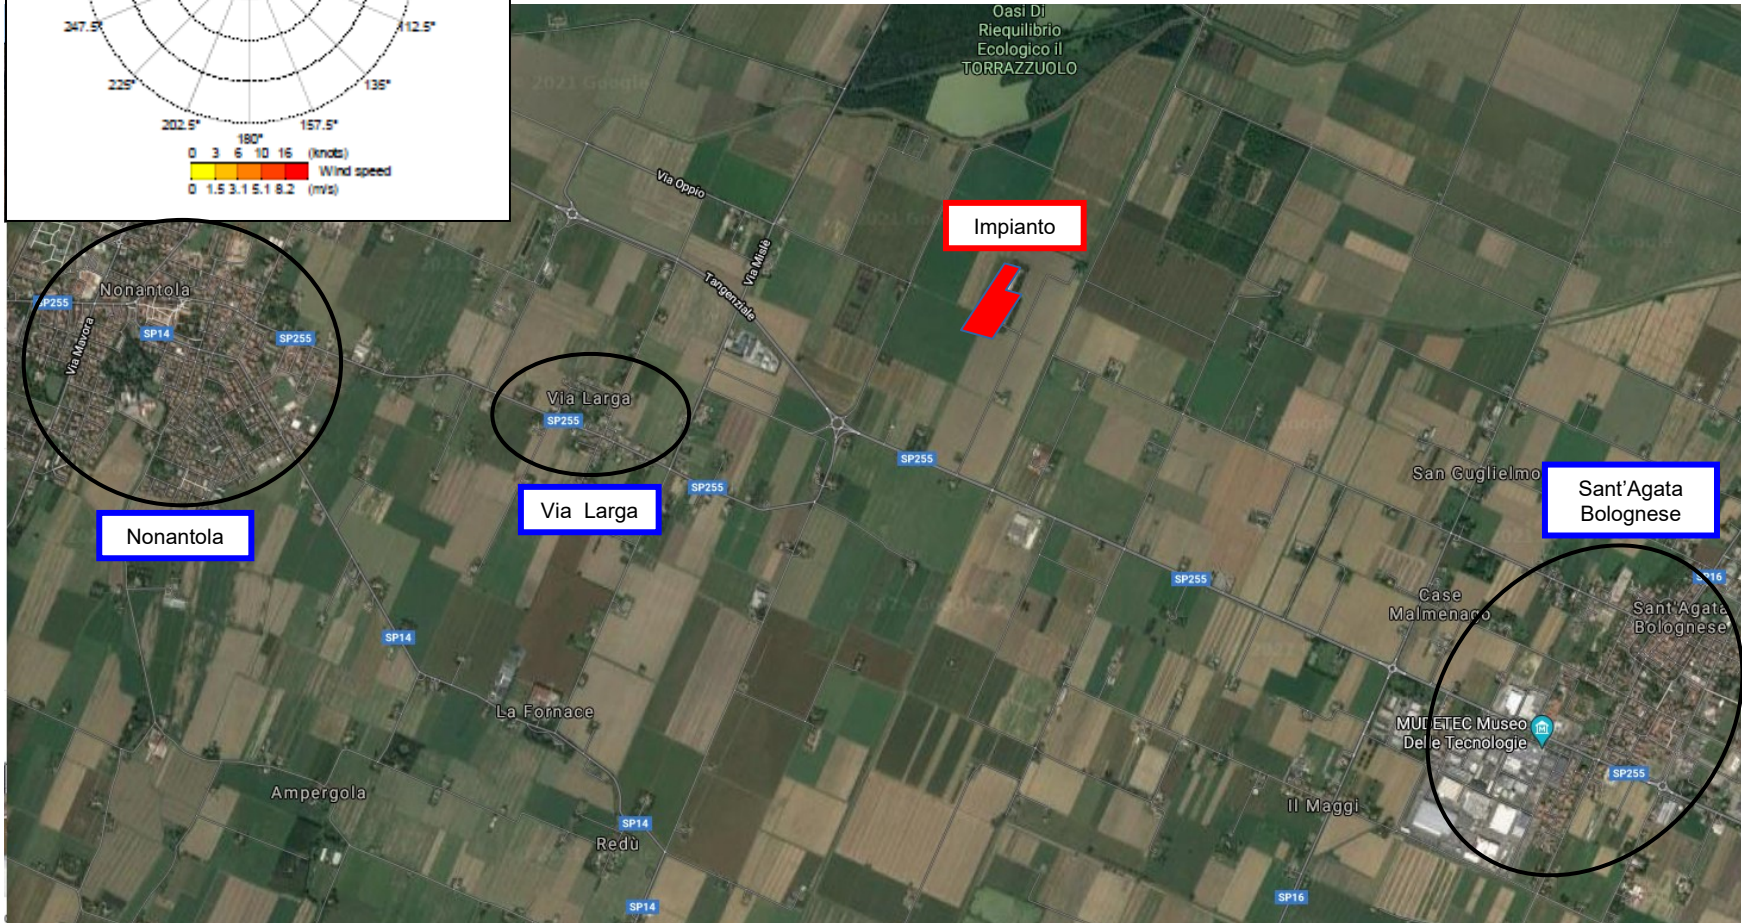 247.5°
112.5°
225°
135°
202.5°
157.5°
180°
0 3 6 10 16 (knots)
Wind speed
0 1.5 3.1 5.1 8.2 (m/s)
Oasi Di
Riequilibrio
Ecologico il
TORRAZZUOLO
© 2021 Google
Via Oppio
Via Mislè
Tangenziale
Impianto
Nonantola
SP255
SP14
SP255
Via Mavora
Via Larga
SP255
SP255
SP255
Nonantola
Via Larga
San Guglielmo
Sant'Agata
Bolognese
SP255
SP16
Case
Malmenago
Sant'Agata
Bolognese
SP14
La Fornace
MUDETEC Museo
Delle Tecnologie
SP255
Ampergola
Il Maggi
SP14
Redù
SP16
SP14